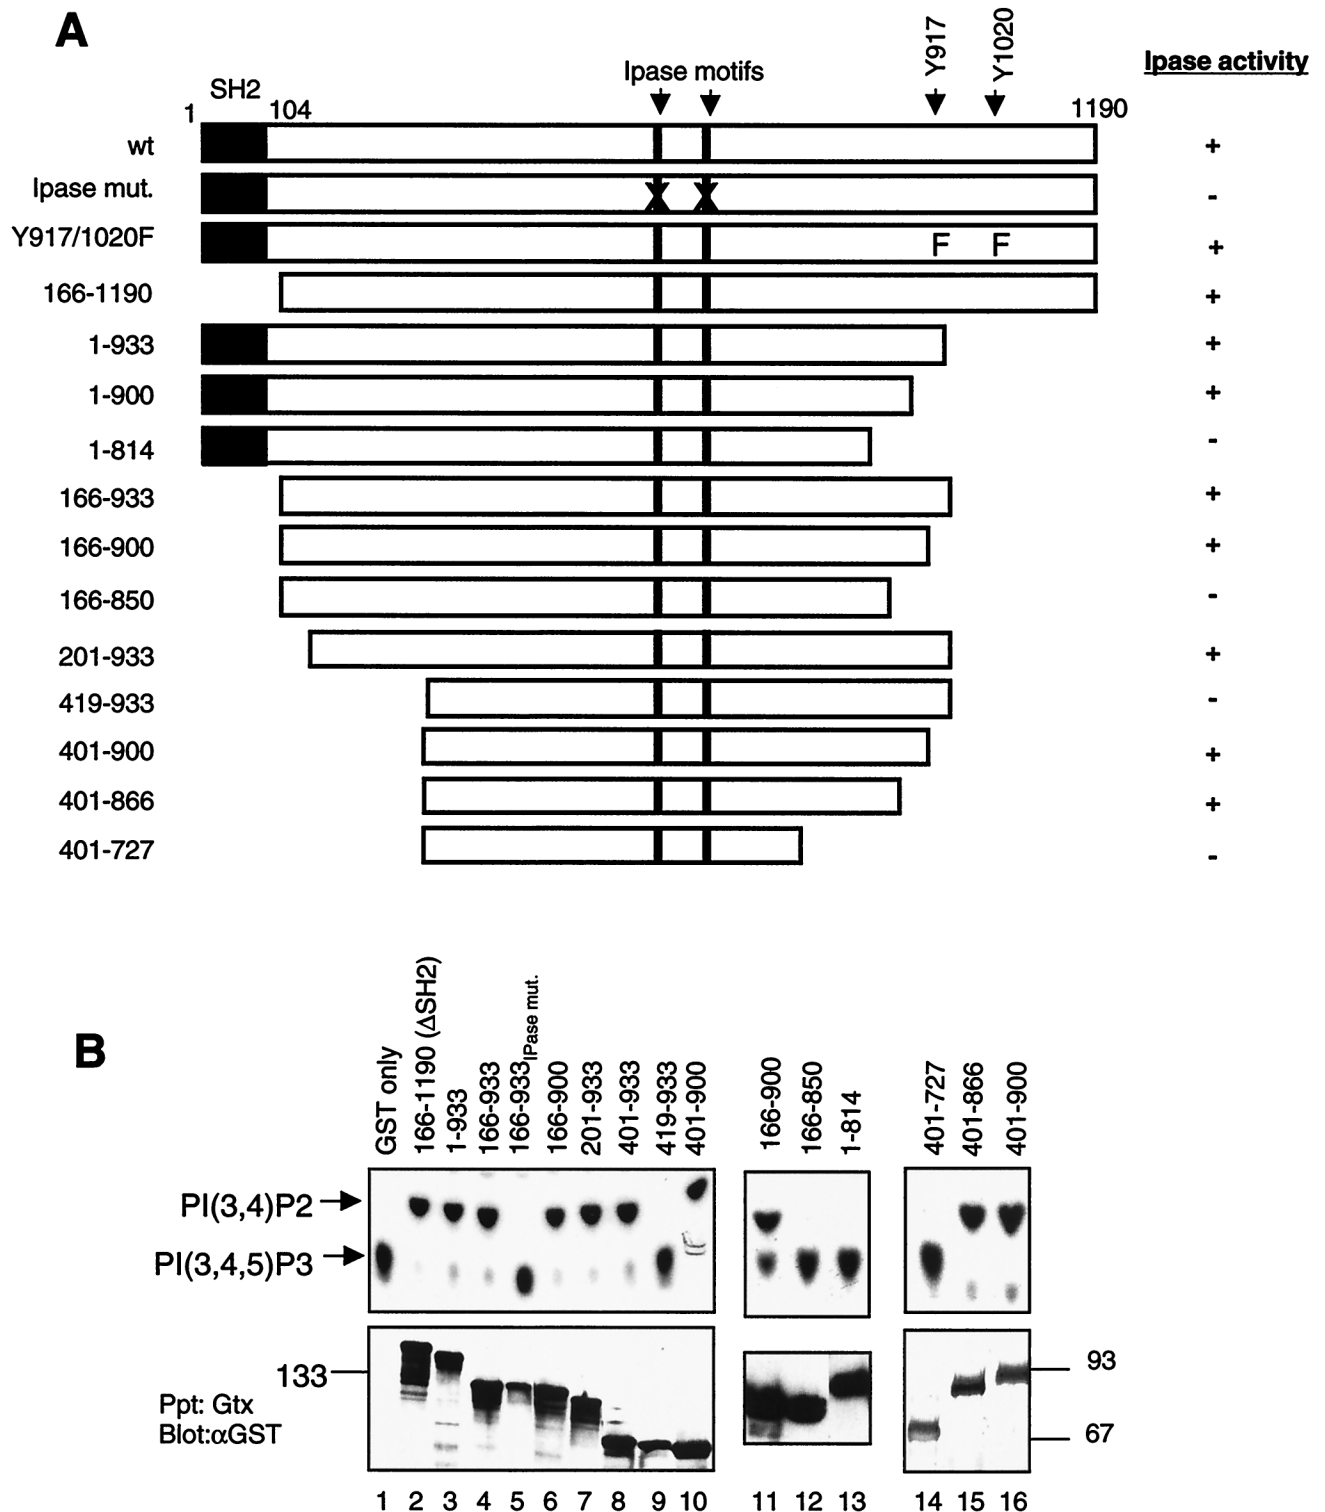 A
Y917
Y1020
Ipase motifs
Ipase activity
SH2
1
104
1190
wt
+
Ipase mut.
-
Y917/1020F
F
F
+
166-1190
+
1-933
+
1-900
+
1-814
-
166-933
+
166-900
+
166-850
-
201-933
+
419-933
-
401-900
+
401-866
+
401-727
-
B
GST only
166-1190 (ΔSH2)
1-933
166-933
166-933IPase mut.
166-900
201-933
401-933
419-933
401-900
166-900
166-850
1-814
401-727
401-866
401-900
PI(3,4)P2
PI(3,4,5)P3
133
93
67
Ppt: Gtx
Blot:αGST
1 2 3 4 5 6 7 8 9 10 11 12 13 14 15 16